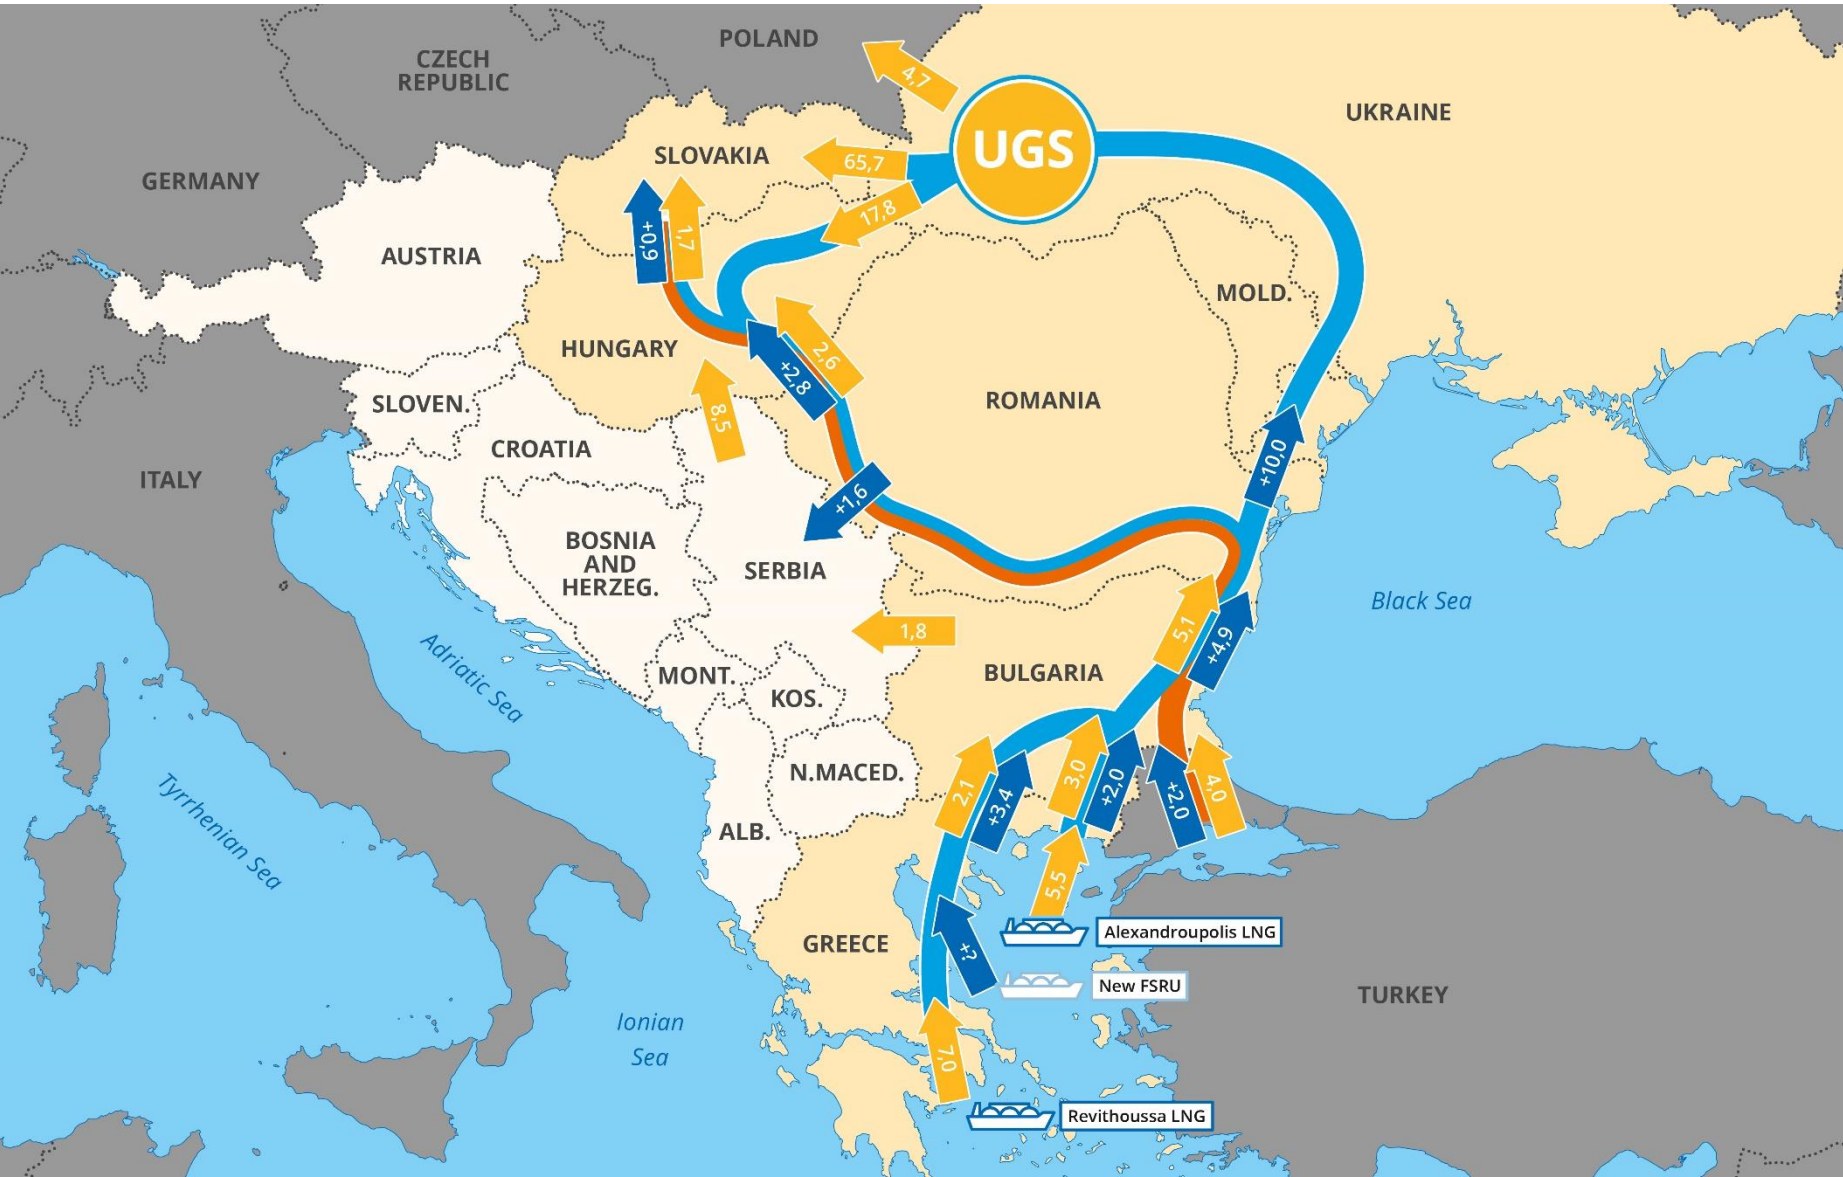 POLAND
CZECH
REPUBLIC
4,7
UKRAINE
UGS
SLOVAKIA
65,7
GERMANY
17,8
+0,9
1,7
AUSTRIA
MOLD.
HUNGARY
2,6
+2,8
ROMANIA
SLOVEN.
8,5
CROATIA
+10,0
ITALY
+1,6
BOSNIA
AND
HERZEG.
SERBIA
Black Sea
1,8
5,1
+4,9
Adriatic Sea
MONT.
KOS.
BULGARIA
N.MACED.
2,1
+3,4
3,0
+2,0
+2,0
4,0
Tyrrhenian Sea
ALB.
5,5
GREECE
Alexandroupolis LNG
+?
New FSRU
TURKEY
Ionian
Sea
7,0
Revithoussa LNG